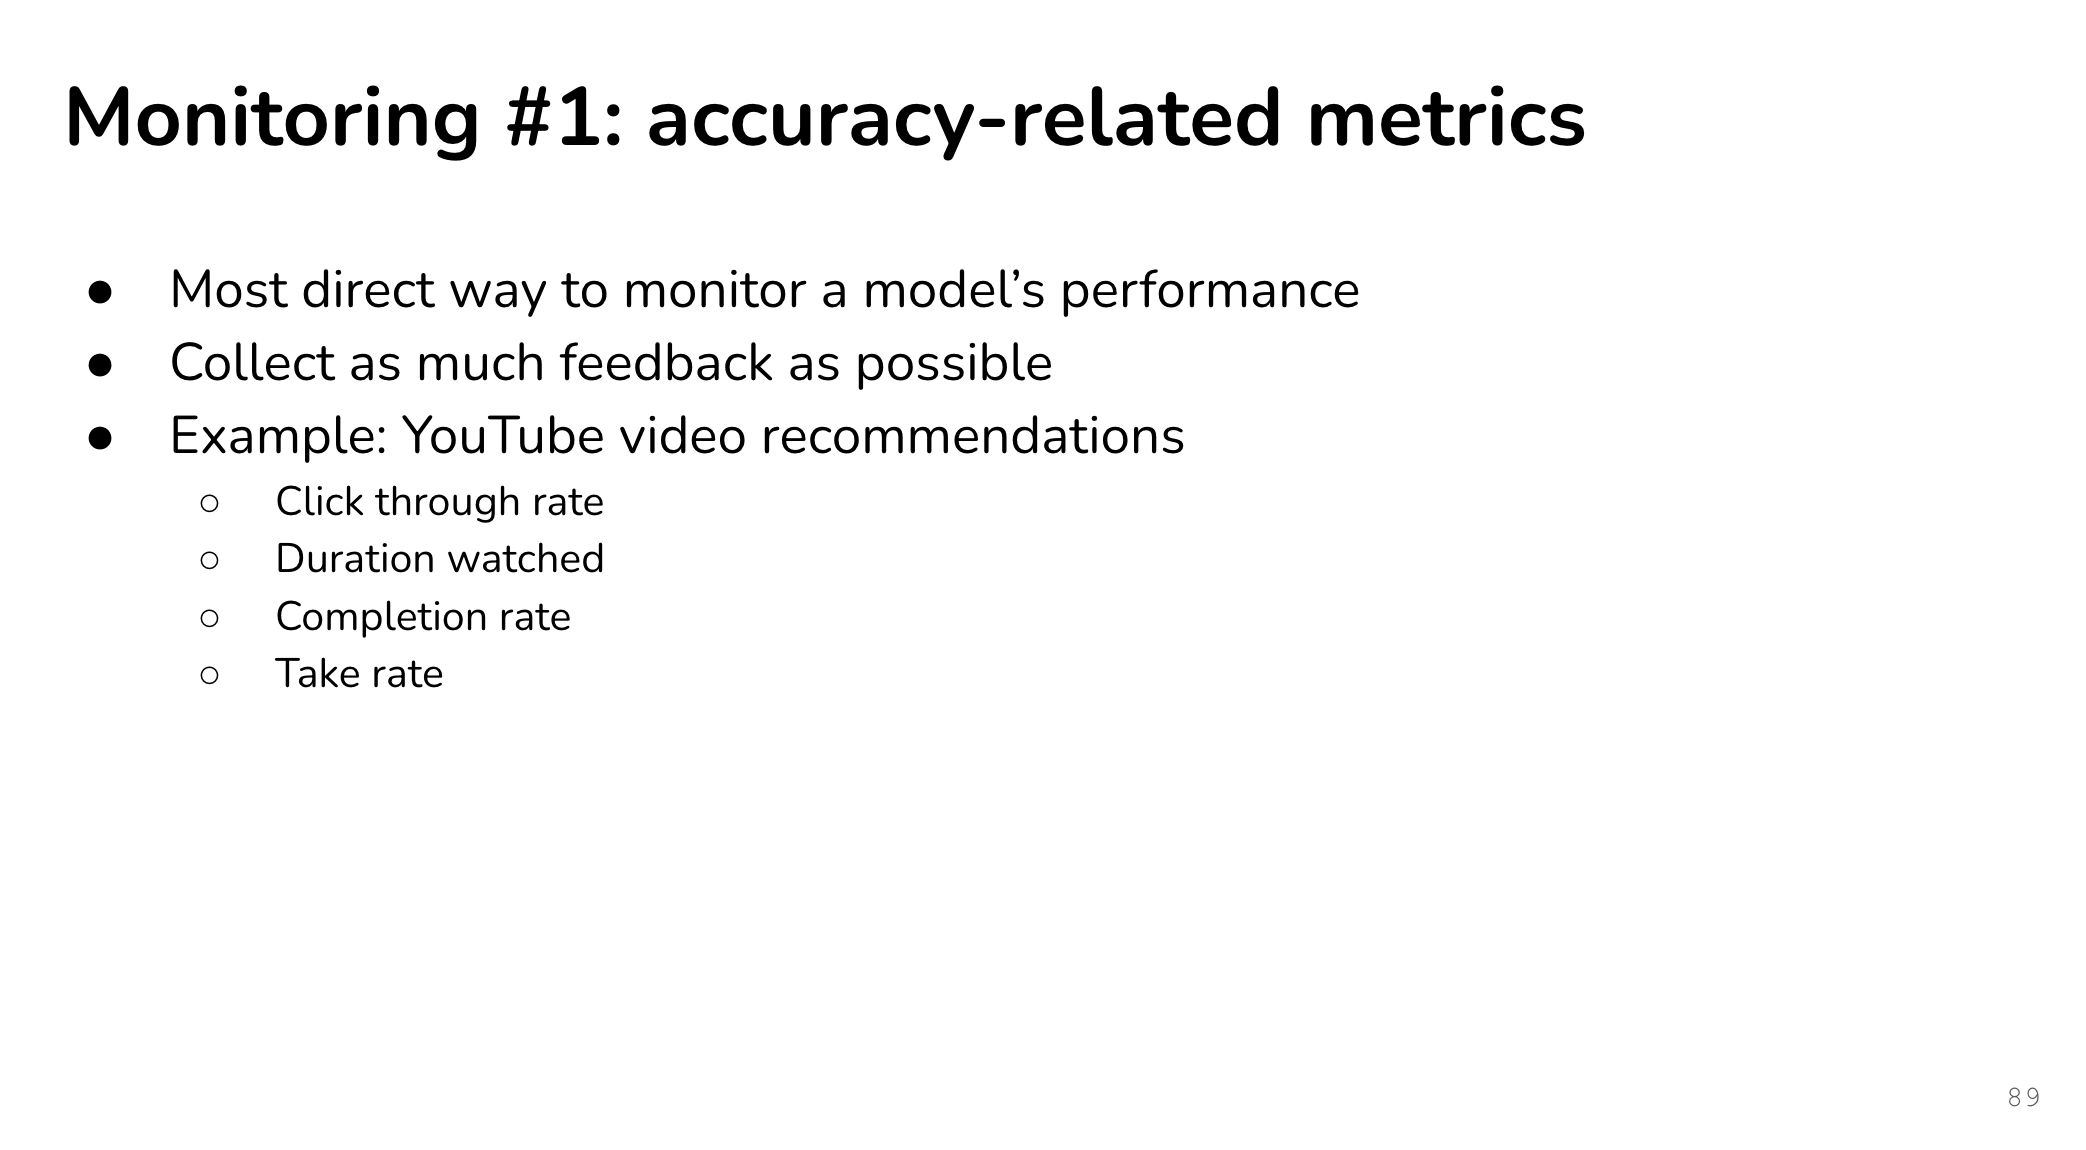 Monitoring #1: accuracy-related metrics
● Most direct way to monitor a model’s performance
● Collect as much feedback as possible
● Example: YouTube video recommendations
○ Click through rate
○ Duration watched
○ Completion rate
○ Take rate
89